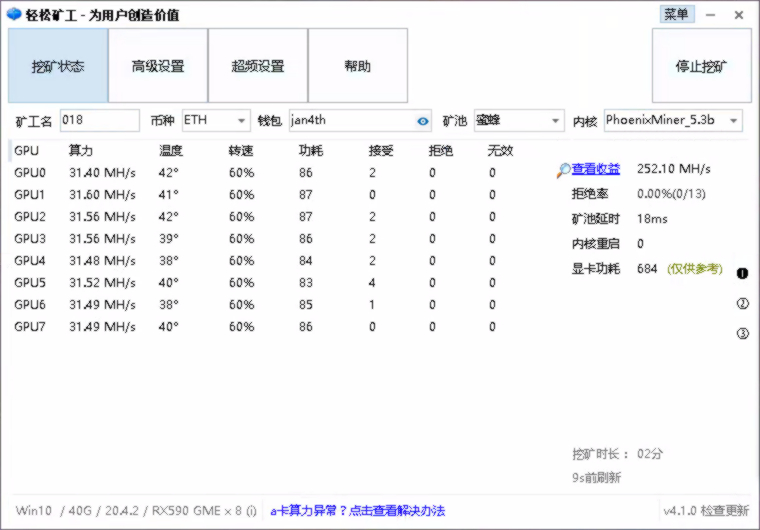 轻松矿工 - 为用户创造价值 菜单
挖矿状态 高级设置 超频设置 帮助 停止挖矿
矿工名 018 币种 ETH 钱包 jan4th 矿池 蜜蜂 内核 PhoenixMiner_5.3b
GPU 算力 温度 转速 功耗 接受 拒绝 无效
GPU0 31.40 MH/s 42° 60% 86 2 0 0
GPU1 31.60 MH/s 41° 60% 87 0 0 0
GPU2 31.56 MH/s 42° 60% 87 2 0 0
GPU3 31.56 MH/s 39° 60% 86 2 0 0
GPU4 31.48 MH/s 38° 60% 84 2 0 0
GPU5 31.52 MH/s 40° 60% 83 4 0 0
GPU6 31.49 MH/s 38° 60% 85 1 0 0
GPU7 31.49 MH/s 40° 60% 86 0 0 0
查看收益 252.10 MH/s
拒绝率 0.00%(0/13)
矿池延时 18ms
内核重启 0
显卡功耗 684 (仅供参考)
❶
②
③
挖矿时长： 02分
9s前刷新
Win10 / 40G / 20.4.2 / RX590 GME × 8 (i) a卡算力异常？点击查看解决办法 v4.1.0 检查更新